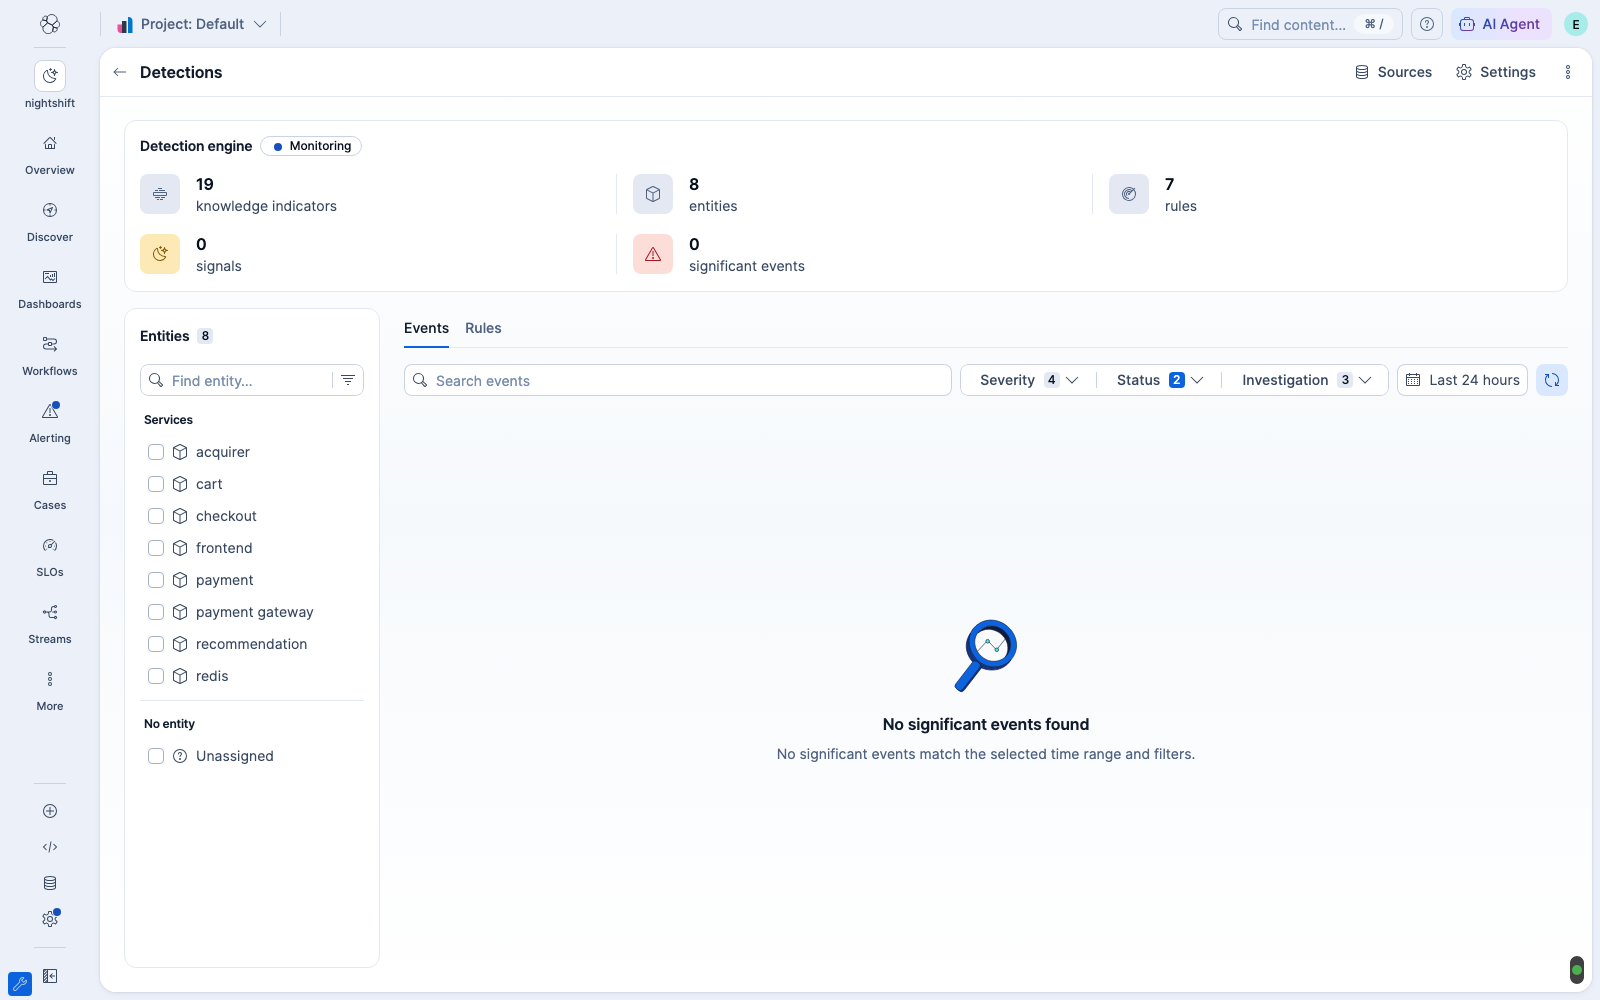 Project: Default
Find content...
⌘ /
AI Agent
E
nightshift
Overview
Discover
Dashboards
Workflows
Alerting
Cases
SLOs
Streams
More
Detections
Sources
Settings
Detection engine
Monitoring
19
knowledge indicators
8
entities
7
rules
0
signals
0
significant events
Entities 8
Find entity...
Services
acquirer
cart
checkout
frontend
payment
payment gateway
recommendation
redis
No entity
Unassigned
Events
Rules
Search events
Severity 4
Status 2
Investigation 3
Last 24 hours
No significant events found
No significant events match the selected time range and filters.